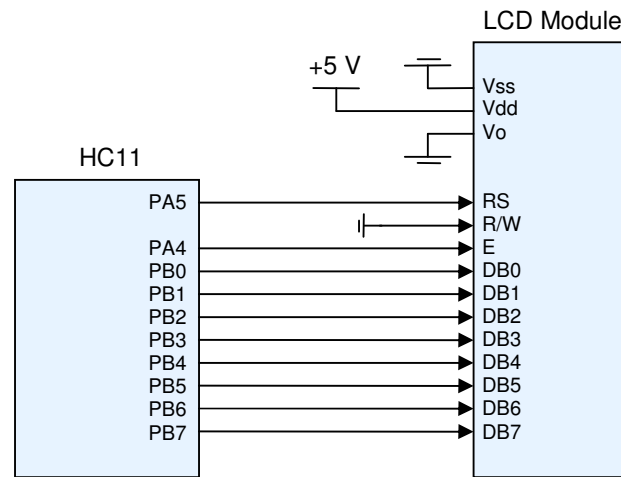 LCD Module
+5 V
Vss
Vdd
Vo
HC11
PA5 RS
R/W
PA4 E
PB0 DB0
PB1 DB1
PB2 DB2
PB3 DB3
PB4 DB4
PB5 DB5
PB6 DB6
PB7 DB7